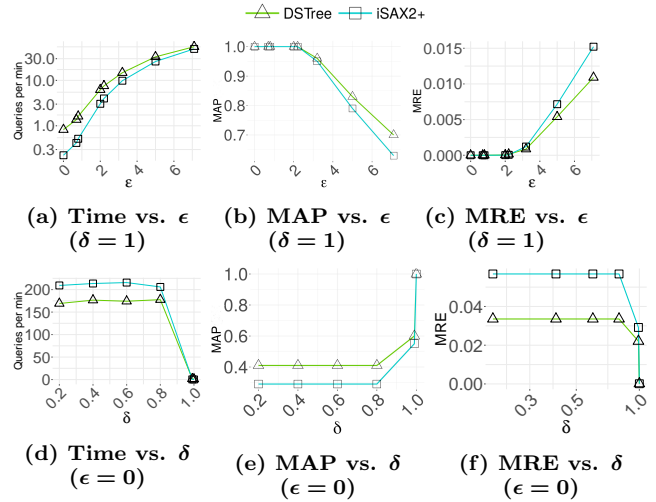 DSTree iSAX2+
Queries per min
30.0
10.0
3.0
1.0
0.3
0 2 4 6
ε
MAP
1.0
0.9
0.8
0.7
0 2 4 6
ε
MRE
0.015
0.010
0.005
0.000
0 2 4 6
ε
(a) Time vs. ϵ (b) MAP vs. ϵ (c) MRE vs. ϵ
(δ = 1) (δ = 1) (δ = 1)
Queries per min
200
150
100
50
0
0.2 0.4 0.6 0.8 1.0
δ
MAP
1.0
0.8
0.6
0.4
0.2 0.4 0.6 0.8 1.0
δ
MRE
0.04
0.02
0.00
0.3 0.5 1.0
δ
(d) Time vs. δ (e) MAP vs. δ (f) MRE vs. δ
(ϵ = 0) (ϵ = 0) (ϵ = 0)